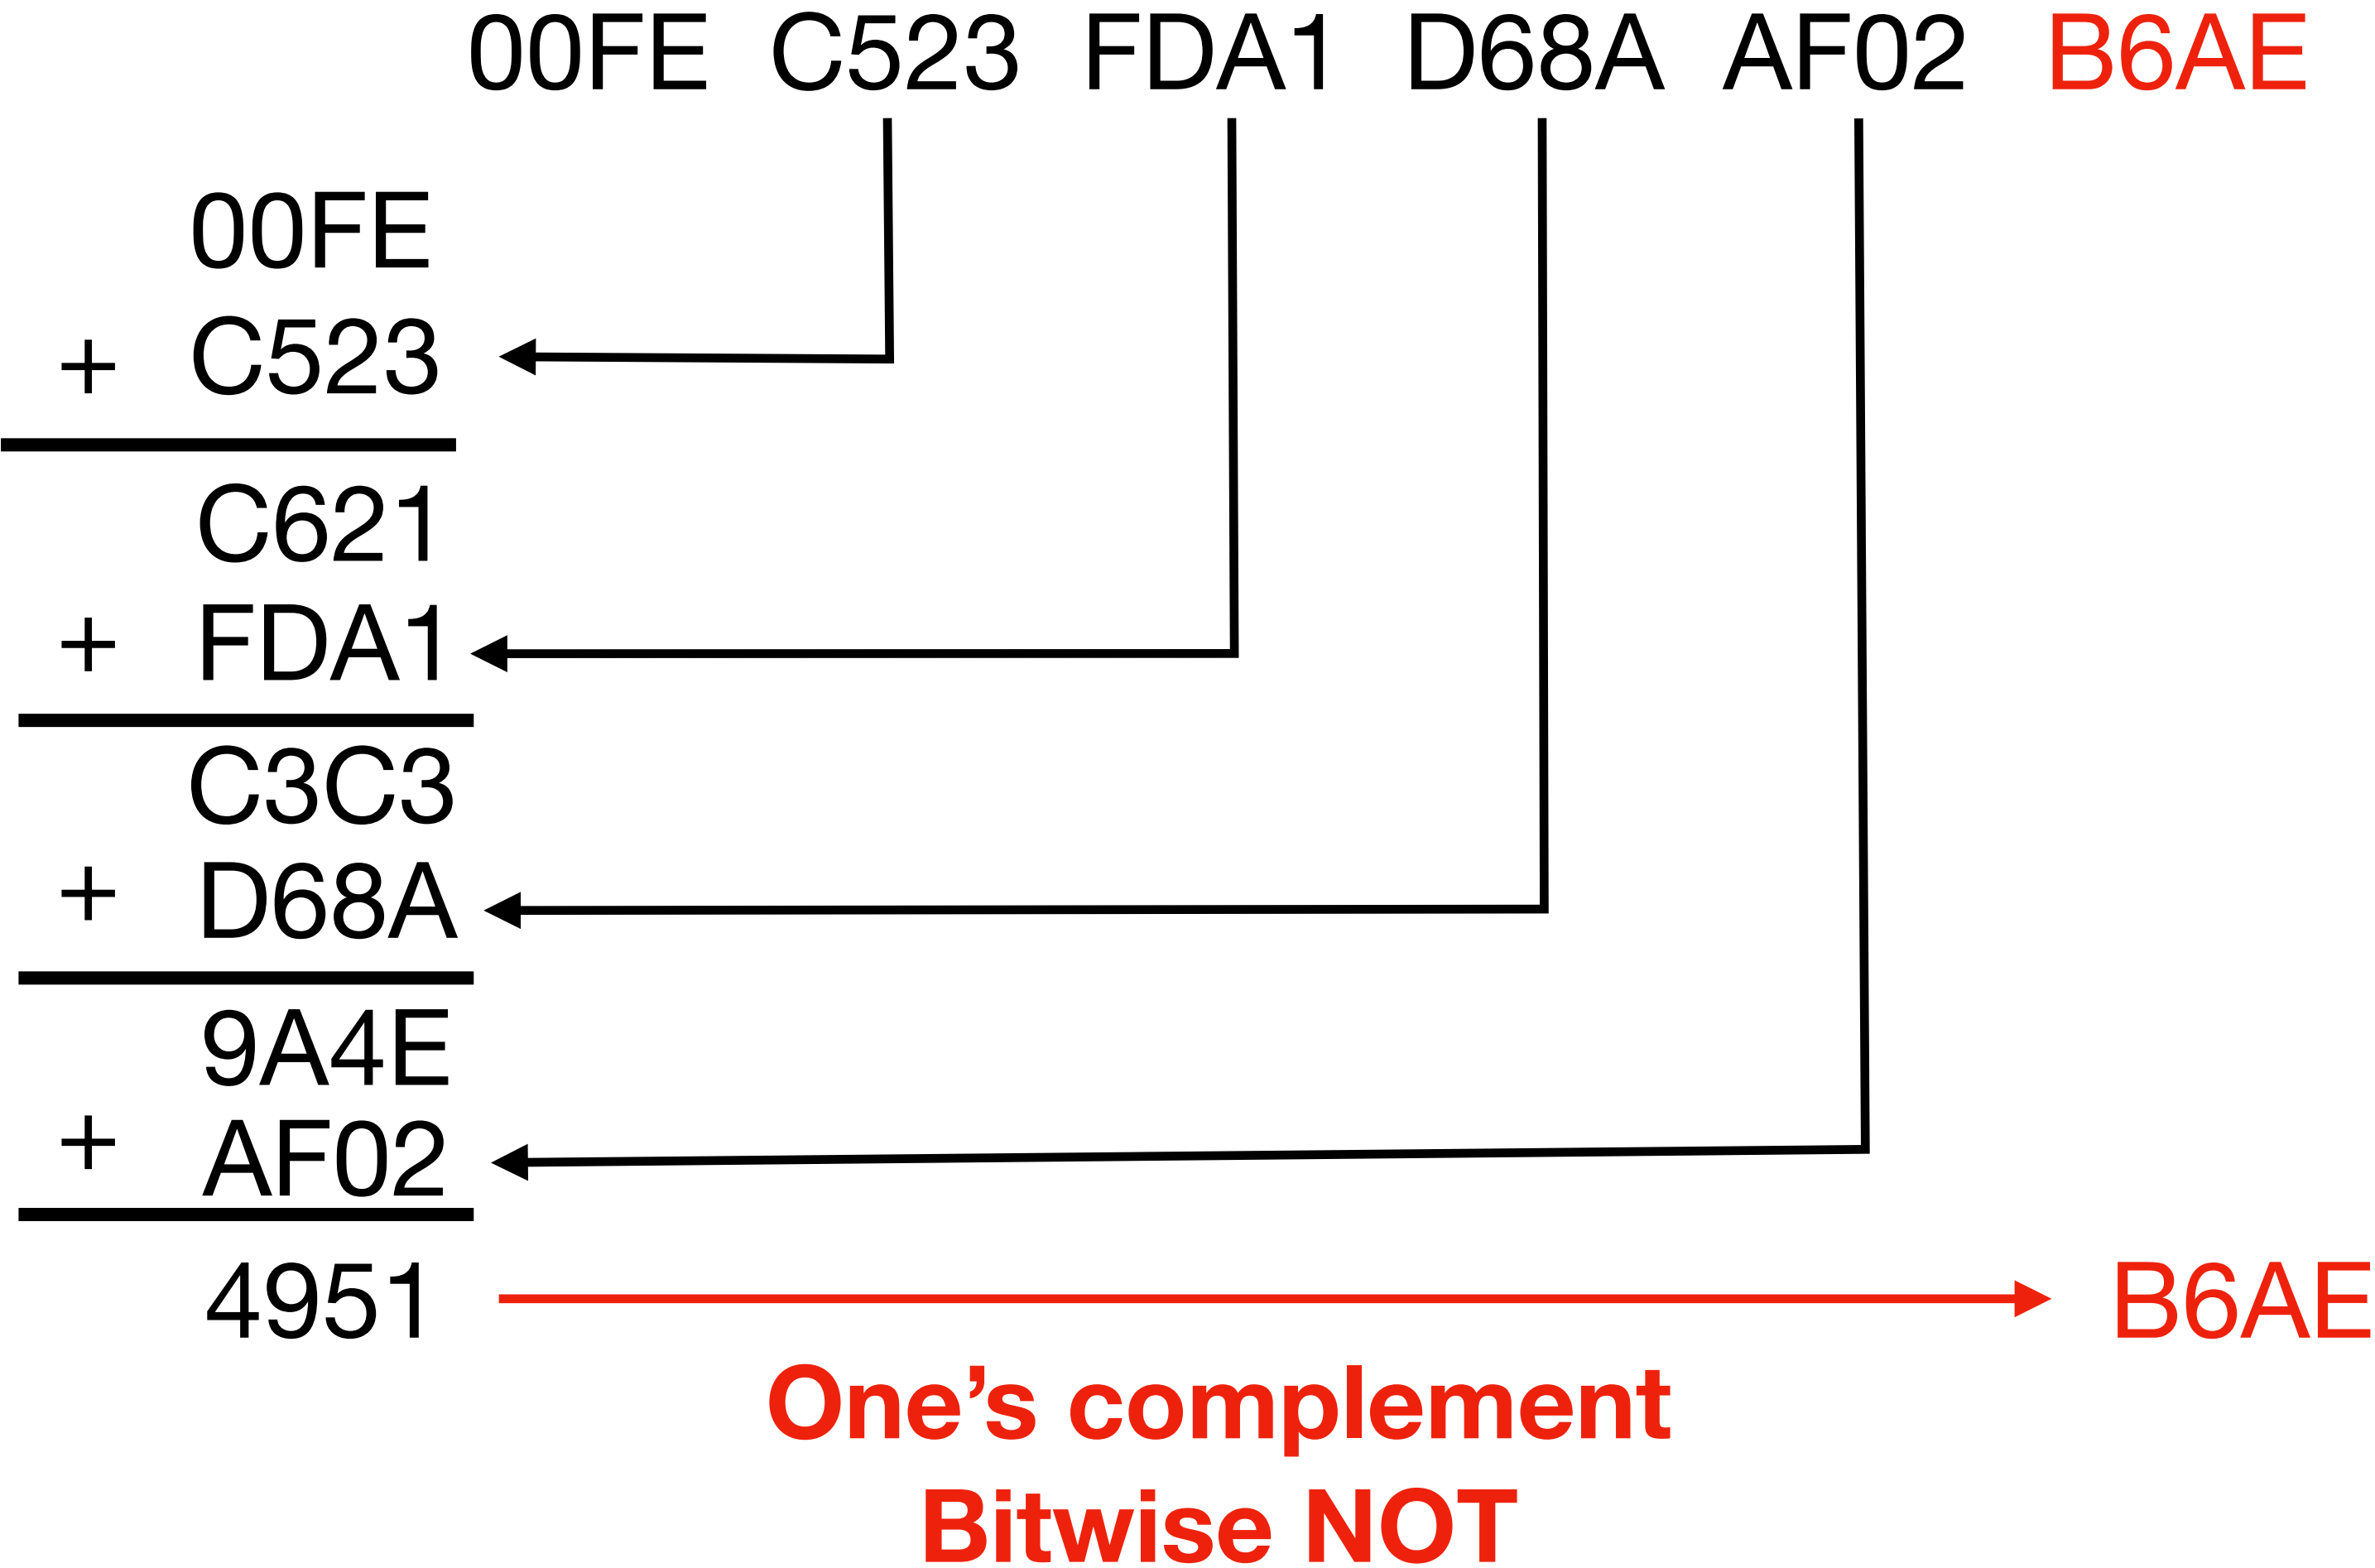 00FE C523 FDA1 D68A AF02 B6AE
00FE
+ C523
C621
+ FDA1
C3C3
+ D68A
9A4E
+ AF02
4951 B6AE
One’s complement
Bitwise NOT